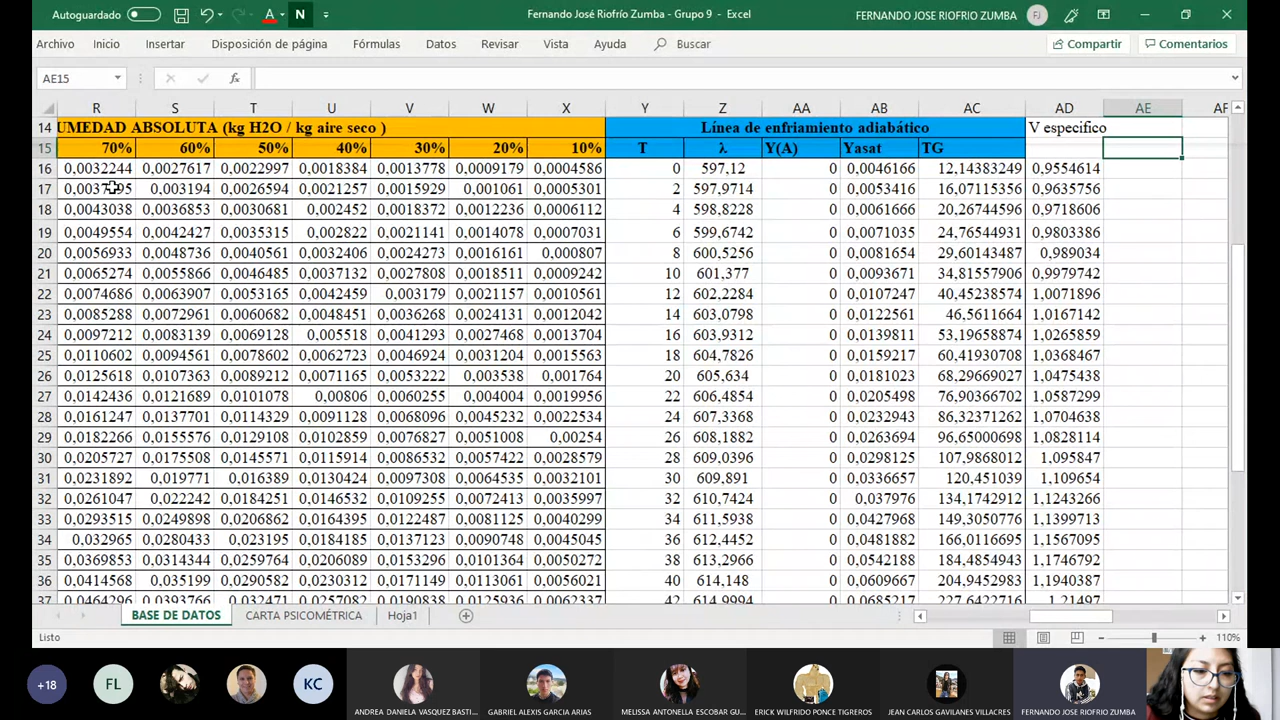 Autoguardado A N Fernando José Riofrío Zumba - Grupo 9 - Excel FERNANDO JOSE RIOFRIO ZUMBA FJ
Archivo Inicio Insertar Disposición de página Fórmulas Datos Revisar Vista Ayuda Buscar Compartir Comentarios
AE15 fx
R S T U V W X Y Z AA AB AC AD AE AF
14 UMEDAD ABSOLUTA (kg H2O / kg aire seco ) Línea de enfriamiento adiabático V especifico
15 70% 60% 50% 40% 30% 20% 10% T λ Y(A) Yasat TG
16 0,0032244 0,0027617 0,0022997 0,0018384 0,0013778 0,0009179 0,0004586 0 597,12 0 0,0046166 12,14383249 0,9554614
17 0,0037195 0,003194 0,0026594 0,0021257 0,0015929 0,001061 0,0005301 2 597,9714 0 0,0053416 16,07115356 0,9635756
18 0,0043038 0,0036853 0,0030681 0,002452 0,0018372 0,0012236 0,0006112 4 598,8228 0 0,0061666 20,26744596 0,9718606
19 0,0049554 0,0042427 0,0035315 0,002822 0,0021141 0,0014078 0,0007031 6 599,6742 0 0,0071035 24,76544931 0,9803386
20 0,0056933 0,0048736 0,0040561 0,0032406 0,0024273 0,0016161 0,000807 8 600,5256 0 0,0081654 29,60143487 0,989034
21 0,0065274 0,0055866 0,0046485 0,0037132 0,0027808 0,0018511 0,0009242 10 601,377 0 0,0093671 34,81557906 0,9979742
22 0,0074686 0,0063907 0,0053165 0,0042459 0,003179 0,0021157 0,0010561 12 602,2284 0 0,0107247 40,45238574 1,0071896
23 0,0085288 0,0072961 0,0060682 0,0048451 0,0036268 0,0024131 0,0012042 14 603,0798 0 0,0122561 46,5611664 1,0167142
24 0,0097212 0,0083139 0,0069128 0,005518 0,0041293 0,0027468 0,0013704 16 603,9312 0 0,0139811 53,19658874 1,0265859
25 0,0110602 0,0094561 0,0078602 0,0062723 0,0046924 0,0031204 0,0015563 18 604,7826 0 0,0159217 60,41930708 1,0368467
26 0,0125618 0,0107363 0,0089212 0,0071165 0,0053222 0,003538 0,001764 20 605,634 0 0,0181023 68,29669027 1,0475438
27 0,0142436 0,0121689 0,0101078 0,00806 0,0060255 0,004004 0,0019956 22 606,4854 0 0,0205498 76,90366702 1,0587299
28 0,0161247 0,0137701 0,0114329 0,0091128 0,0068096 0,0045232 0,0022534 24 607,3368 0 0,0232943 86,32371262 1,0704638
29 0,0182266 0,0155576 0,0129108 0,0102859 0,0076827 0,0051008 0,00254 26 608,1882 0 0,0263694 96,65000698 1,0828114
30 0,0205727 0,0175508 0,0145571 0,0115914 0,0086532 0,0057422 0,0028579 28 609,0396 0 0,0298125 107,9868012 1,095847
31 0,0231892 0,019771 0,0163897 0,0130424 0,0097308 0,0064535 0,0032101 30 609,891 0 0,0336657 120,451039 1,109654
32 0,0261047 0,022242 0,0184251 0,0146532 0,0109255 0,0072413 0,0035997 32 610,7424 0 0,037976 134,1742912 1,1243266
33 0,0293515 0,0249898 0,0206862 0,0164395 0,0122487 0,0081125 0,0040299 34 611,5938 0 0,0427968 149,3050776 1,1399713
34 0,032965 0,0280433 0,023195 0,0184185 0,0137123 0,0090748 0,0045045 36 612,4452 0 0,0481882 166,0116695 1,1567095
35 0,0369853 0,0314344 0,0259764 0,0206089 0,0153296 0,0101364 0,0050272 38 613,2966 0 0,0542188 184,4854943 1,1746792
36 0,0414568 0,035199 0,0290582 0,0230312 0,0171149 0,0113061 0,0056021 40 614,148 0 0,0609667 204,9452983 1,1940387
37 0,0464296 0,0393766 0,032471 0,0257082 0,0190838 0,0125936 0,0062337 42 614,9994 0 0,0685217 227,6422716 1,21497
BASE DE DATOS CARTA PSICOMÉTRICA Hoja1
Listo 110%
+18 FL KC ANDREA DANIELA VASQUEZ BASTI... GABRIEL ALEXIS GARCIA ARIAS MELISSA ANTONELLA ESCOBAR GU... ERICK WILFRIDO PONCE TIGREROS JEAN CARLOS GAVILANES VILLACRES FERNANDO JOSE RIOFRIO ZUMBA